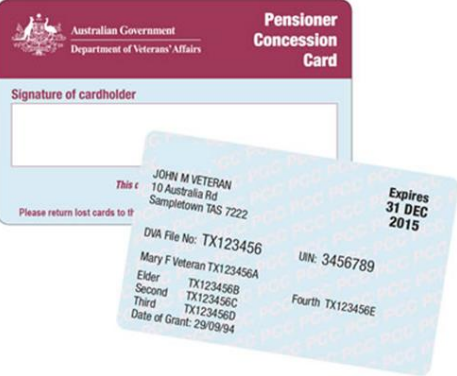 Australian Government
Department of Veterans' Affairs
Pensioner
Concession
Card
Signature of cardholder
This
Please return lost cards to
JOHN M VETERAN
10 Australia Rd
Sampletown TAS 7222
Expires
31 DEC
2015
DVA File No: TX123456
UIN: 3456789
Mary F Veteran TX123456A
Elder TX123456B
Second TX123456C
Third TX123456D
Fourth TX123456E
Date of Grant: 29/09/94